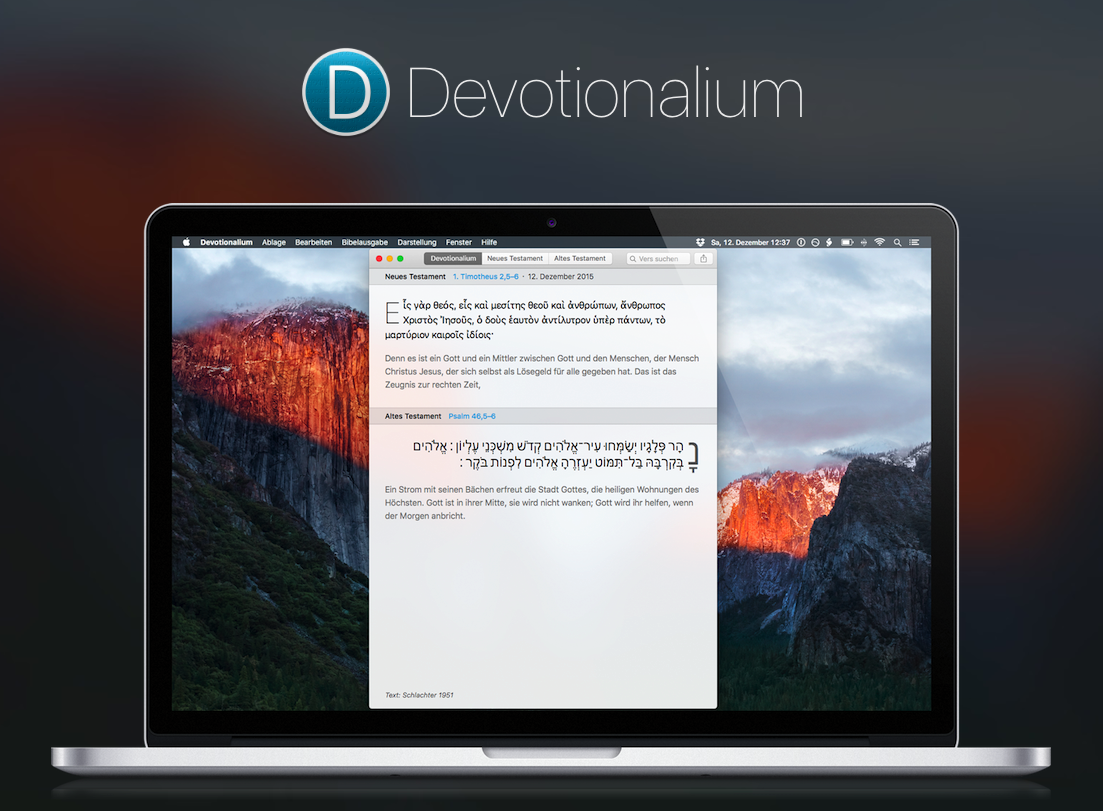 D Devotionalium
Devotionalium Ablage Bearbeiten Bibelausgabe Darstellung Fenster Hilfe Sa, 12. Dezember 12:37
Devotionalium Neues Testament Altes Testament Vers suchen
Neues Testament 1. Timotheus 2,5–6 · 12. Dezember 2015
Εἷς γὰρ θεός, εἷς καὶ μεσίτης θεοῦ καὶ ἀνθρώπων, ἄνθρωπος
Χριστὸς Ἰησοῦς, ὁ δοὺς ἑαυτὸν ἀντίλυτρον ὑπὲρ πάντων, τὸ
μαρτύριον καιροῖς ἰδίοις·
Denn es ist ein Gott und ein Mittler zwischen Gott und den Menschen, der Mensch
Christus Jesus, der sich selbst als Lösegeld für alle gegeben hat. Das ist das
Zeugnis zur rechten Zeit,
Altes Testament Psalm 46,5–6
נָהָר פְּלָגָיו יְשַׂמְּחוּ עִיר־אֱלֹהִים קְדֹשׁ מִשְׁכְּנֵי עֶלְיוֹן׃ אֱלֹהִים
בְּקִרְבָּהּ בַּל־תִּמּוֹט יַעְזְרֶהָ אֱלֹהִים לִפְנוֹת בֹּקֶר׃
Ein Strom mit seinen Bächen erfreut die Stadt Gottes, die heiligen Wohnungen des
Höchsten. Gott ist in ihrer Mitte, sie wird nicht wanken; Gott wird ihr helfen, wenn
der Morgen anbricht.
Text: Schlachter 1951